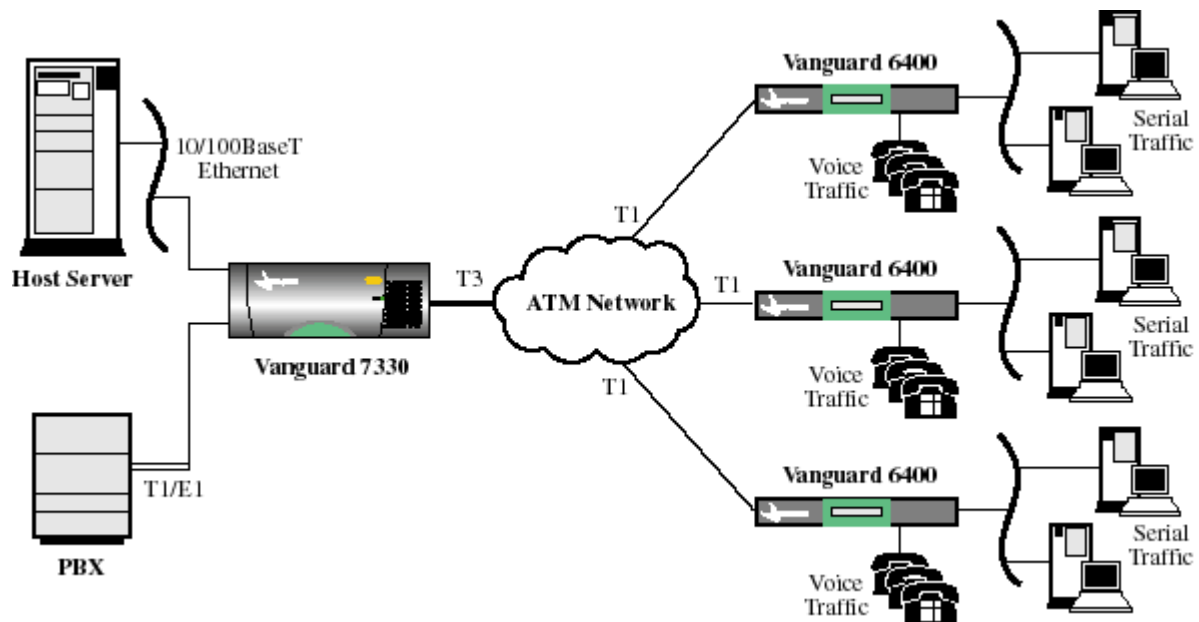 10/100BaseT
Ethernet
Host Server
T3
Vanguard 7330
T1/E1
PBX
ATM Network
T1
T1
T1
Vanguard 6400
Voice
Traffic
Serial
Traffic
Vanguard 6400
Voice
Traffic
Serial
Traffic
Vanguard 6400
Voice
Traffic
Serial
Traffic